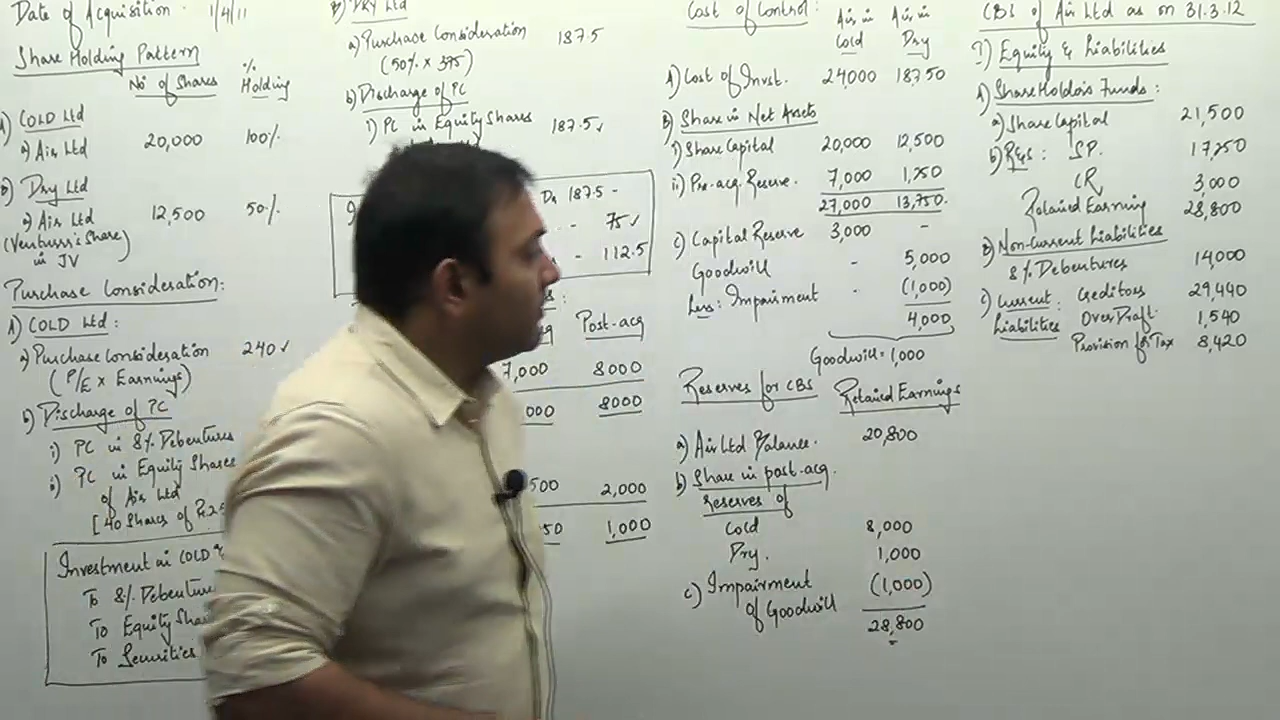 Date of Acquisition - 1/4/11
Share Holding Pattern
No of Shares % Holding
A) COLD Ltd
a) Air Ltd 20,000 100%
B) Dry Ltd
a) Air Ltd 12,500 50%
(Venturer's Share)
in JV
Purchase Consideration:
A) COLD Ltd:
a) Purchase Consideration 240 ✓
(P/E x Earnings)
b) Discharge of PC
i) PC in 8% Debentures
ii) PC in Equity Shares
of Air Ltd
[40 Shares of
Investment in COLD
To 8%
To Equity
To Securities
B) DRY Ltd
a) Purchase Consideration 187.5
(50% x 375)
b) Discharge of PC
i) PC in Equity Shares 187.5 ✓
Dr 187.5 -
- - 75 ✓
- 112.5
Post-acq
7,000 8000
000 8000
500 2,000
50 1,000
Cost of Control:
Air in Cold Air in Dry
A) Cost of Invst. 24000 18750
B) Share in Net Assets
i) Share Capital 20,000 12,500
ii) Pre-acq. Reserve. 7,000 1,250
27,000 13,750.
C) Capital Reserve 3,000 -
Goodwill - 5,000
Less: Impairment - (1,000)
4,000
Goodwill = 1,000
Reserves for CBS Retained Earnings
a) Air Ltd Balance. 20,800
b) Share in post-acq.
reserves of
Cold 8,000
Dry. 1,000
c) Impairment (1,000)
of Goodwill
28,800
CBS of Air Ltd as on 31.3.12
I) Equity & Liabilities
A) ShareHolders Funds:
a) Share Capital 21,500
b) R&S: SP. 17,250
CR 3,000
Retained Earning 28,800
B) Non-Current Liabilities
8% Debentures 14,000
C) Current Creditors 29,440
Liabilities OverDraft 1,540
Provision for Tax 8,420